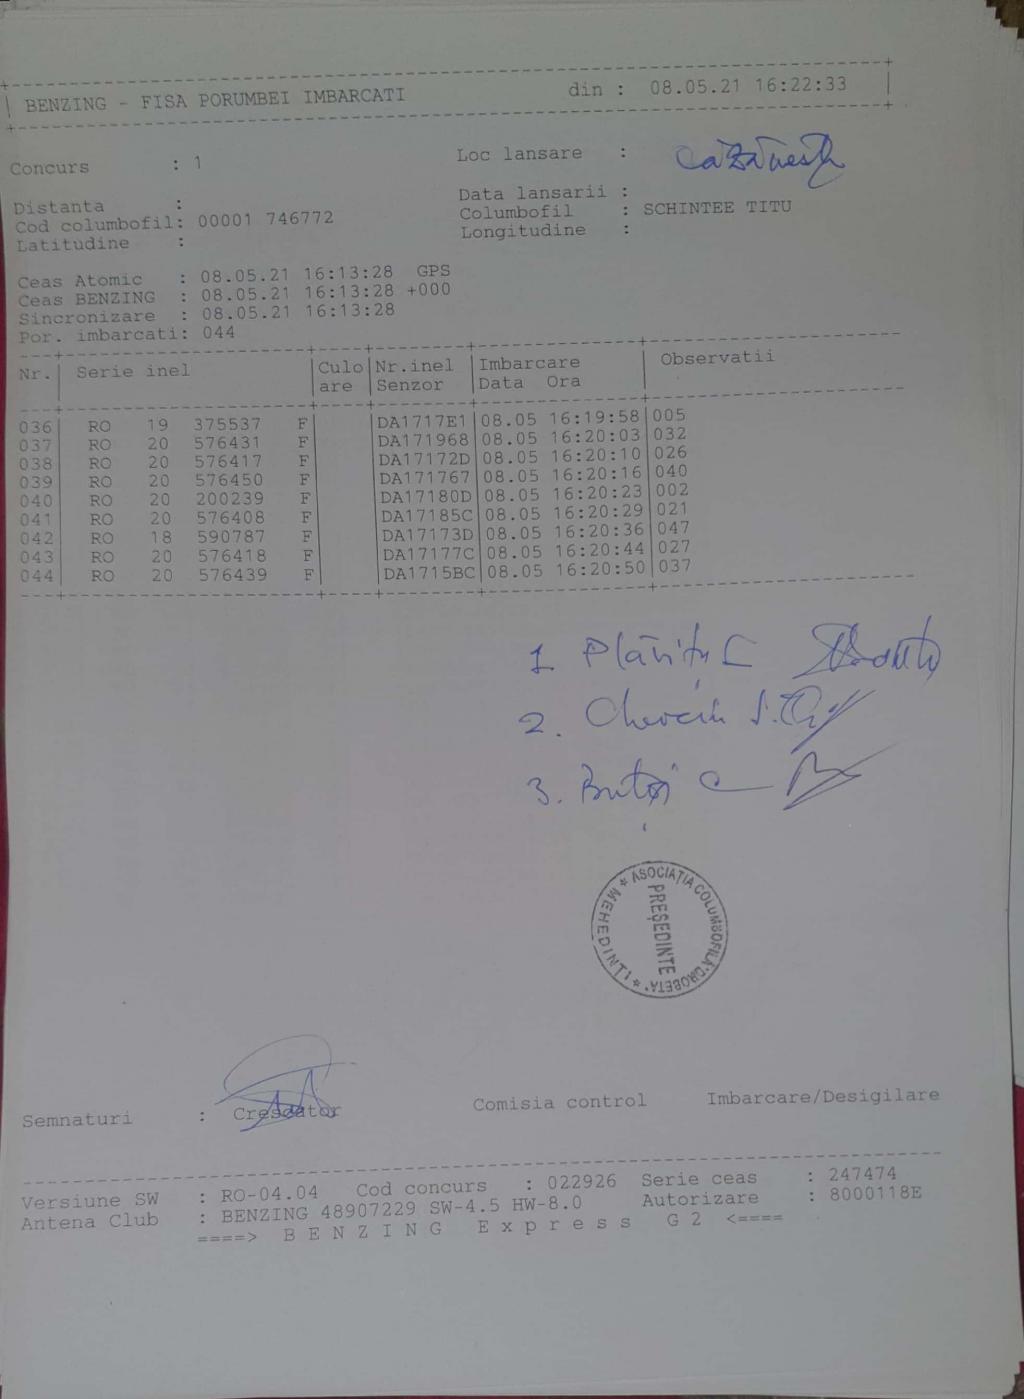 BENZING - FISA PORUMBEI IMBARCATI din : 08.05.21 16:22:33
Concurs : 1 Loc lansare :
Distanta : Data lansarii :
Cod columbofil: 00001 746772 Columbofil : SCHINTEE TITU
Latitudine : Longitudine :
Ceas Atomic : 08.05.21 16:13:28 GPS
Ceas BENZING : 08.05.21 16:13:28 +000
Sincronizare : 08.05.21 16:13:28
Por. imbarcati: 044
Nr. Serie inel Culo Nr.inel Imbarcare Observatii
are Senzor Data Ora
036 RO 19 375537 F DA1717E1 08.05 16:19:58 005
037 RO 20 576431 F DA171968 08.05 16:20:03 032
038 RO 20 576417 F DA17172D 08.05 16:20:10 026
039 RO 20 576450 F DA171767 08.05 16:20:16 040
040 RO 20 200239 F DA17180D 08.05 16:20:23 002
041 RO 20 576408 F DA17185C 08.05 16:20:29 021
042 RO 18 590787 F DA17173D 08.05 16:20:36 047
043 RO 20 576418 F DA17177C 08.05 16:20:44 027
044 RO 20 576439 F DA1715BC 08.05 16:20:50 037
1
2.
3.
* ASOCIAȚIA COLUMBOFILĂ "DROBETA" * MEHEDINȚI
PREȘEDINTE
Semnaturi : Crescator Comisia control Imbarcare/Desigilare
Versiune SW : RO-04.04 Cod concurs : 022926 Serie ceas : 247474
Antena Club : BENZING 48907229 SW-4.5 HW-8.0 Autorizare : 8000118E
====> B E N Z I N G E x p r e s s G 2 <====